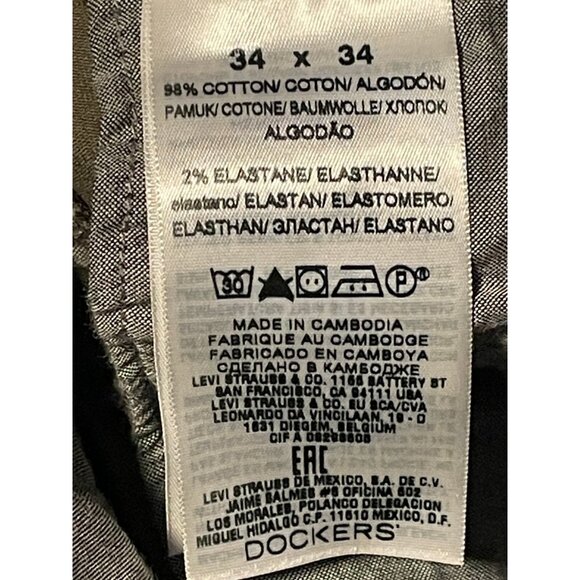 34 x 34
98% COTTON/ COTON/ ALGODÓN/
PAMUK/ COTONE/ BAUMWOLLE/ ХЛОПОК/
ALGODÃO
2% ELASTANE/ ELASTHANNE/
elastano/ ELASTAN/ ELASTOMERO/
ELASTHAN/ ЭЛАСТАН/ ELASTANO
30 P
MADE IN CAMBODIA
FABRIQUE AU CAMBODGE
FABRICADO EN CAMBOYA
СДЕЛАНО В КАМБОДЖЕ
LEVI STRAUSS & CO. 1155 BATTERY ST
SAN FRANCISCO, CA 94111 USA
LEVI STRAUSS & CO. EU SCA/CVA
LEONARDO DA VINCILAAN, 19 - D
1831 DIEGEM, BELGIUM
CIF A
EAC
LEVI STRAUSS DE MEXICO, S.A. DE C.V.
JAIME BALMES #8 OFICINA 602
LOS MORALES, POLANCO DELEGACION
MIGUEL HIDALGO C.P. 11510 MEXICO, D.F.
DOCKERS®